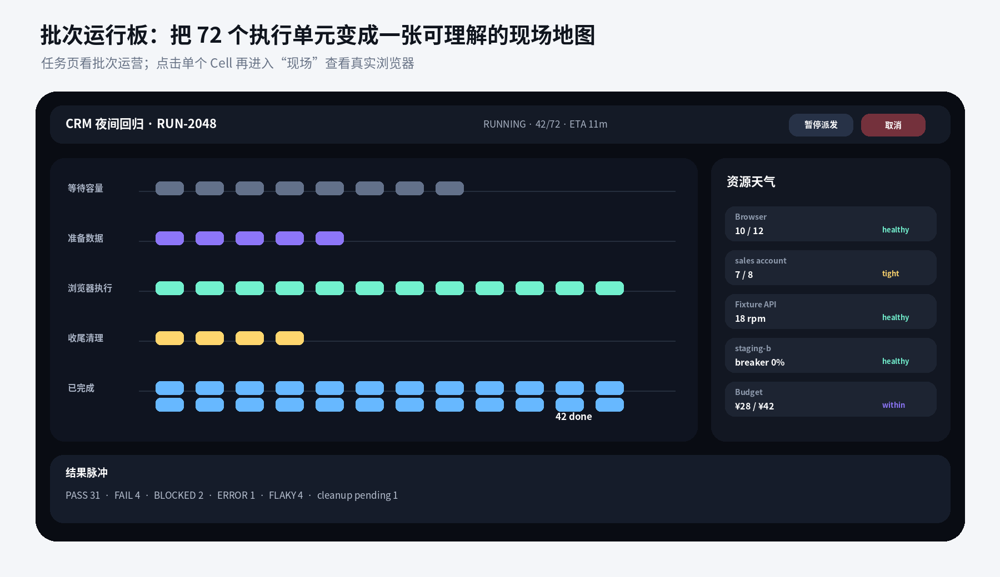 批次运行板：把 72 个执行单元变成一张可理解的现场地图
任务页看批次运营；点击单个 Cell 再进入“现场”查看真实浏览器
CRM 夜间回归 · RUN-2048
RUNNING · 42/72 · ETA 11m
暂停派发
取消
等待容量
准备数据
浏览器执行
收尾清理
已完成
42 done
资源天气
Browser
10 / 12
healthy
sales account
7 / 8
tight
Fixture API
18 rpm
healthy
staging-b
breaker 0%
healthy
Budget
¥28 / ¥42
within
结果脉冲
PASS 31 · FAIL 4 · BLOCKED 2 · ERROR 1 · FLAKY 4 · cleanup pending 1